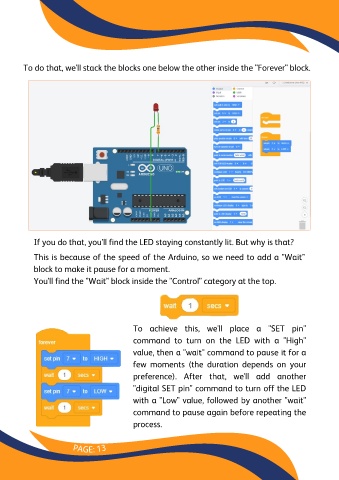 To do that, we'll stack the blocks one below the other inside the "Forever" block.
UNO
ARDUINO
If you do that, you'll find the LED staying constantly lit. But why is that?
This is because of the speed of the Arduino, so we need to add a "Wait"
block to make it pause for a moment.
You'll find the "Wait" block inside the "Control" category at the top.
wait 1 secs
To achieve this, we'll place a "SET pin"
command to turn on the LED with a "High"
value, then a "wait" command to pause it for a
few moments (the duration depends on your
preference). After that, we'll add another
"digital SET pin" command to turn off the LED
with a "Low" value, followed by another "wait"
command to pause again before repeating the
process.
forever
set pin 7 to HIGH
wait 1 secs
set pin 7 to LOW
wait 1 secs
PAGE: 13